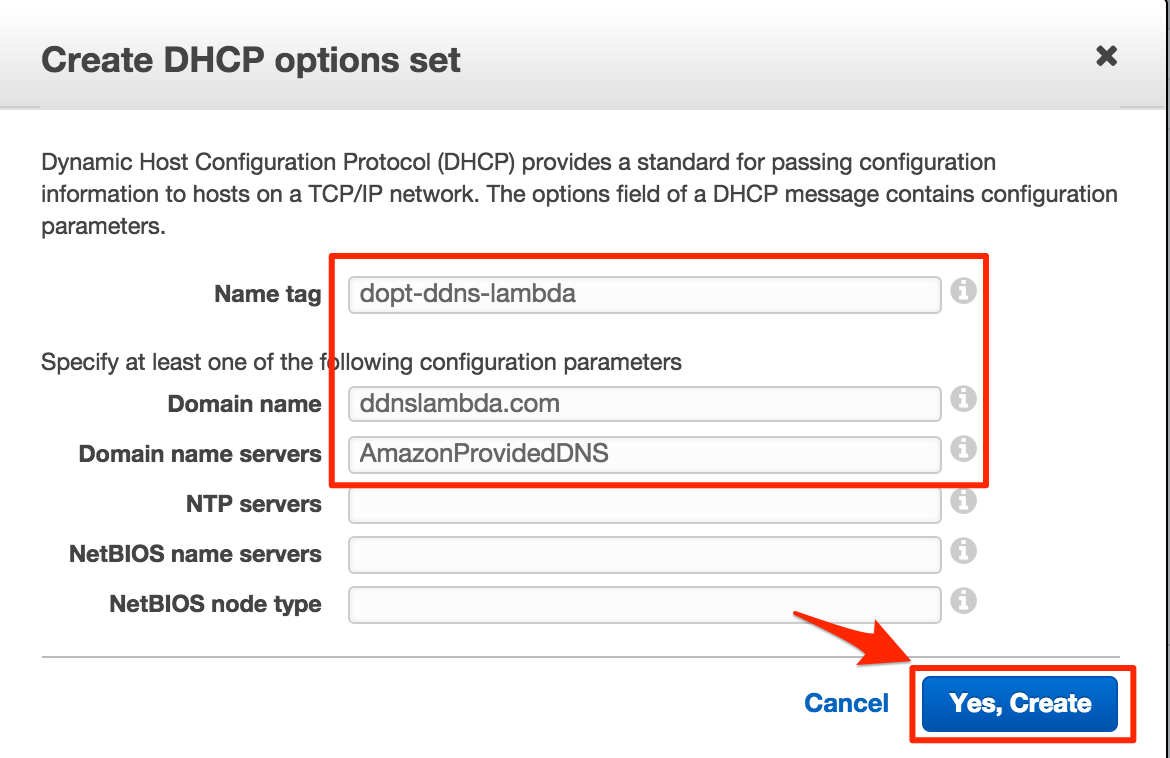 Create DHCP options set
Dynamic Host Configuration Protocol (DHCP) provides a standard for passing configuration
information to hosts on a TCP/IP network. The options field of a DHCP message contains configuration
parameters.
Name tag dopt-ddns-lambda
Specify at least one of the following configuration parameters
Domain name ddnslambda.com
Domain name servers AmazonProvidedDNS
NTP servers
NetBIOS name servers
NetBIOS node type
Cancel Yes, Create